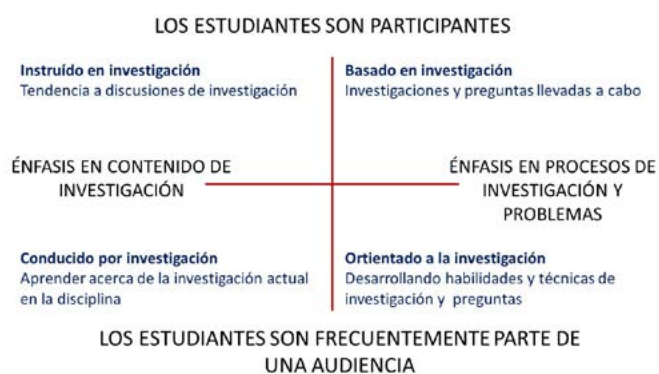 LOS ESTUDIANTES SON PARTICIPANTES
Instruído en investigación
Tendencia a discusiones de investigación
Basado en investigación
Investigaciones y preguntas llevadas a cabo
ÉNFASIS EN CONTENIDO DE
INVESTIGACIÓN
ÉNFASIS EN PROCESOS DE
INVESTIGACIÓN Y
PROBLEMAS
Conducido por investigación
Aprender acerca de la investigación actual
en la disciplina
Ortientado a la investigación
Desarrollando habilidades y técnicas de
investigación y preguntas
LOS ESTUDIANTES SON FRECUENTEMENTE PARTE DE
UNA AUDIENCIA